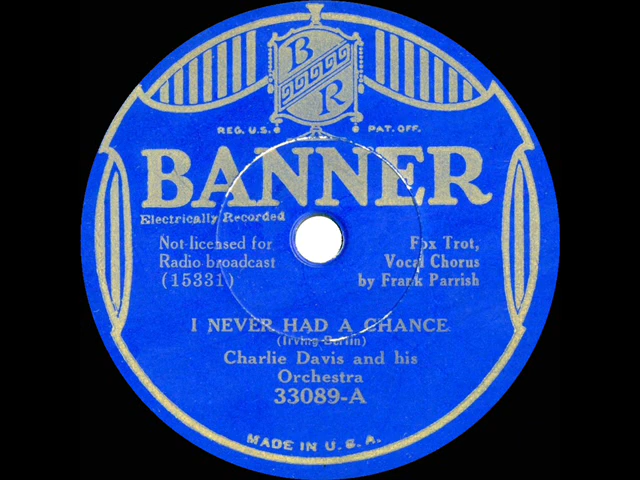 B
R
REG. U.S. PAT. OFF.
BANNER
Electrically Recorded
Not licensed for
Radio broadcast
(15331)
Fox Trot,
Vocal Chorus
by Frank Parrish
I NEVER HAD A CHANCE
(Irving Berlin)
Charlie Davis and his
Orchestra
33089-A
MADE IN U.S.A.